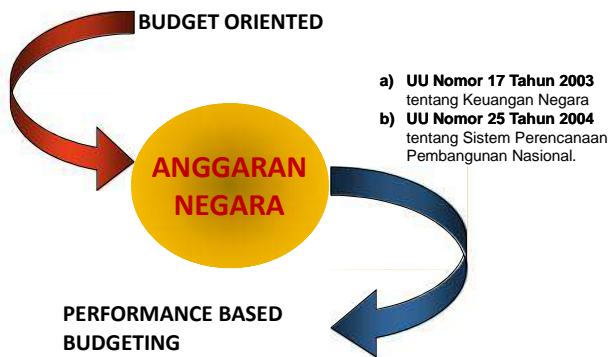 BUDGET ORIENTED
a) UU Nomor 17 Tahun 2003
tentang Keuangan Negara
b) UU Nomor 25 Tahun 2004
tentang Sistem Perencanaan
Pembangunan Nasional.
ANGGARAN
NEGARA
PERFORMANCE BASED
BUDGETING